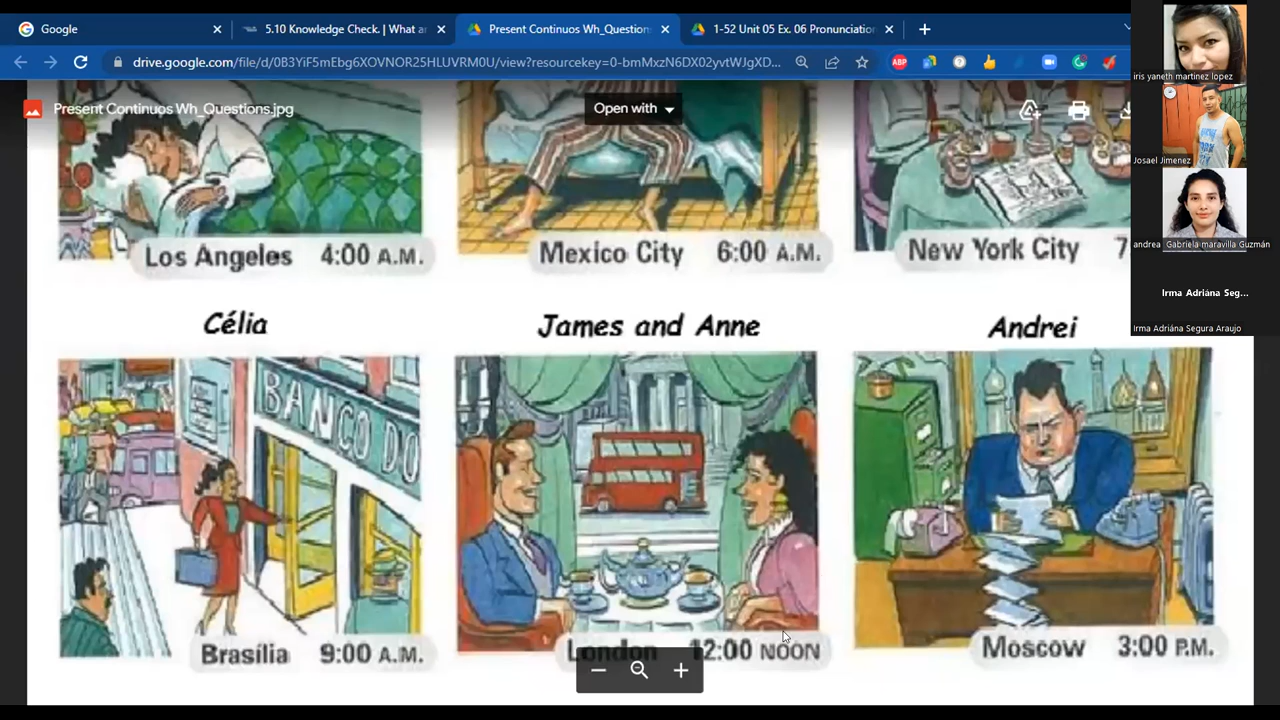 Google
5.10 Knowledge Check. | What ar
Present Continuos Wh_Question
1-52 Unit 05 Ex. 06 Pronunciation
drive.google.com/file/d/0B3YiF5mEbg6XOVNOR25HLUVRM0U/view?resourcekey=0-bmMxzN6DX02yvtWJgXD...
ABP
Present Continuos Wh_Questions.jpg
Open with
iris yaneth martinez lopez
Josael Jimenez
andrea Gabriela maravilla Guzmán
Irma Adriána Seg...
Irma Adriána Segura Araujo
Los Angeles 4:00 A.M.
Mexico City 6:00 A.M.
New York City 7
Célia
James and Anne
Andrei
BANCO DO
Brasília 9:00 A.M.
London 12:00 NOON
Moscow 3:00 P.M.